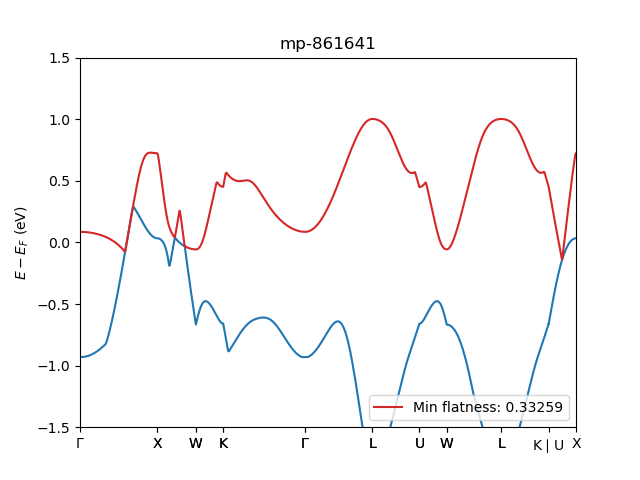 mp-861641
E − E_F (eV)
1.5
1.0
0.5
0.0
−0.5
−1.0
−1.5
Min flatness: 0.33259
Γ X W K Γ L U W L K | U X